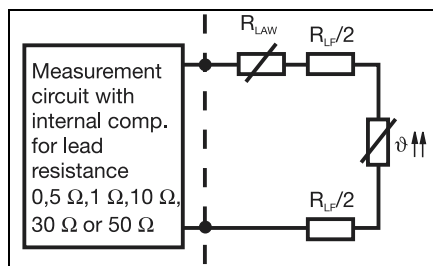 R_LAW
R_LF/2
Measurement
circuit with
internal comp.
for lead
resistance
0,5 Ω,1 Ω,10 Ω,
30 Ω or 50 Ω
ϑ
R_LF/2